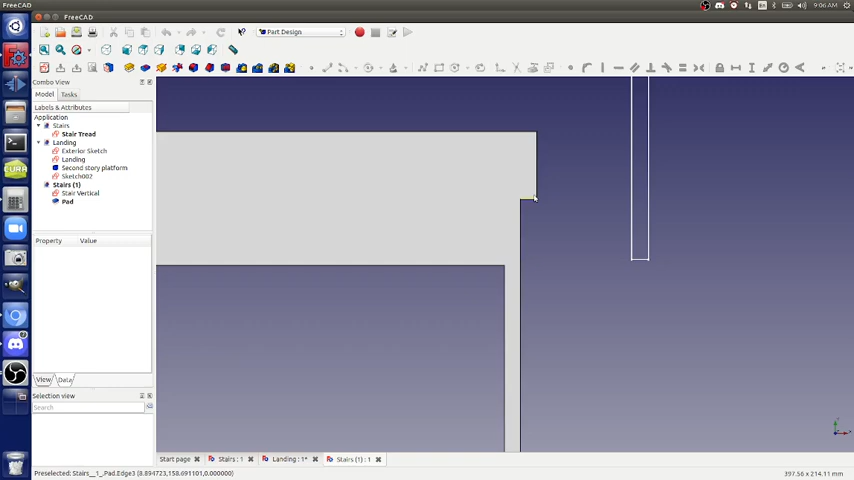 FreeCAD
En
9:06 AM
FreeCAD
Part Design
Combo View
Model
Tasks
Labels & Attributes
Application
Stairs
Stair Tread
Landing
Exterior Sketch
Landing
Second story platform
Sketch002
Stairs (1)
Stair Vertical
Pad
Property
Value
View
Data
Selection view
Search
Start page
Stairs : 1
Landing : 1*
Stairs (1) : 1
Preselected: Stairs__1_.Pad.Edge3 (8.894723,158.691101,0.000000)
397.56 x 214.11 mm
CURA